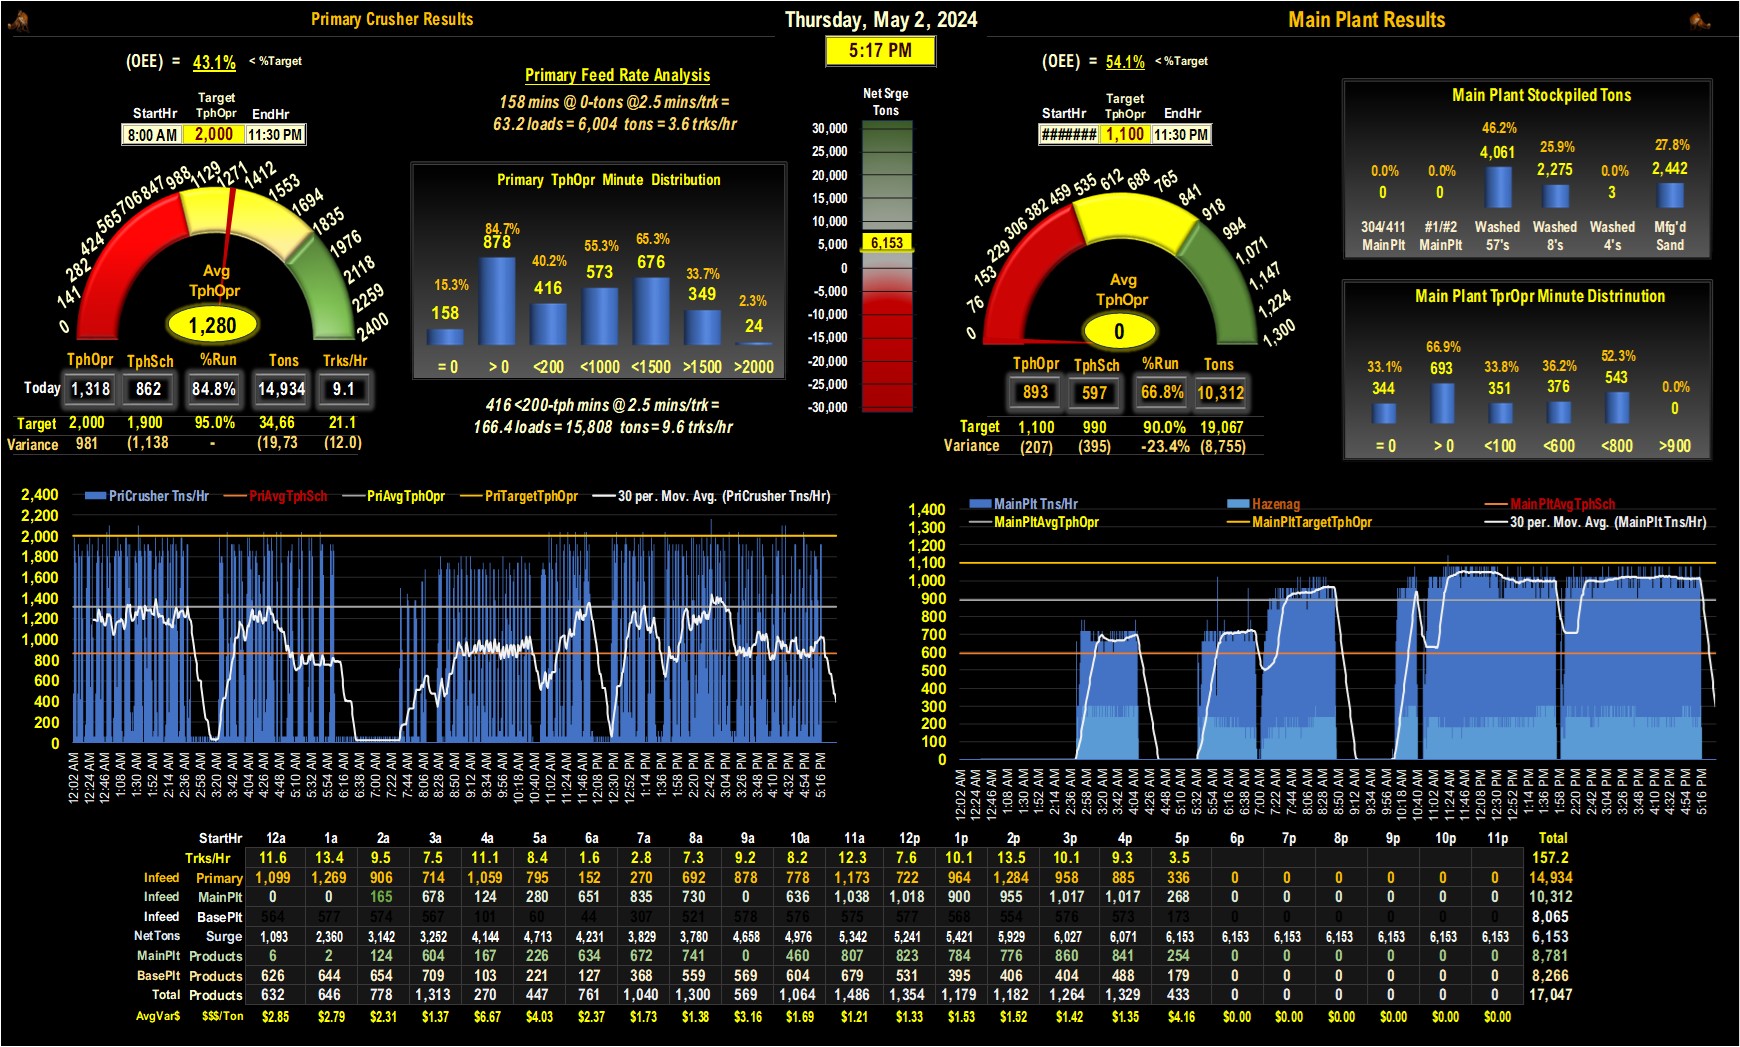 Primary Crusher Results
Thursday, May 2, 2024
Main Plant Results
5:17 PM
(OEE) = 43.1% < %Target
StartHr Target TphOpr EndHr
8:00 AM 2,000 11:30 PM
0 141 282 424 565 706 847 988 1129 1271 1412 1553 1694 1835 1976 2118 2259 2400
Avg
TphOpr
1,280
TphOpr TphSch %Run Tons Trks/Hr
Today 1,318 862 84.8% 14,934 9.1
Target 2,000 1,900 95.0% 34,66 21.1
Variance 981 (1,138 - (19,73 (12.0)
Primary Feed Rate Analysis
158 mins @ 0-tons @2.5 mins/trk =
63.2 loads = 6,004 tons = 3.6 trks/hr
Primary TphOpr Minute Distribution
15.3% 84.7% 40.2% 55.3% 65.3% 33.7% 2.3%
158 878 416 573 676 349 24
= 0 > 0 <200 <1000 <1500 >1500 >2000
416 <200-tph mins @ 2.5 mins/trk =
166.4 loads = 15,808 tons = 9.6 trks/hr
Net Srge
Tons
30,000
25,000
20,000
15,000
10,000
5,000
6,153
0
-5,000
-10,000
-15,000
-20,000
-25,000
-30,000
(OEE) = 54.1% < %Target
StartHr Target TphOpr EndHr
####### 1,100 11:30 PM
0 76 153 229 306 382 459 535 612 688 765 841 918 994 1,071 1,147 1,224 1,300
Avg
TphOpr
0
TphOpr TphSch %Run Tons
893 597 66.8% 10,312
Target 1,100 990 90.0% 19,067
Variance (207) (395) -23.4% (8,755)
Main Plant Stockpiled Tons
0.0% 0.0% 46.2% 25.9% 0.0% 27.8%
0 0 4,061 2,275 3 2,442
304/411 #1/#2 Washed Washed Washed Mfg'd
MainPlt MainPlt 57's 8's 4's Sand
Main Plant TprOpr Minute Distrinution
33.1% 66.9% 33.8% 36.2% 52.3% 0.0%
344 693 351 376 543 0
= 0 > 0 <100 <600 <800 >900
PriCrusher Tns/Hr PriAvgTphSch PriAvgTphOpr PriTargetTphOpr 30 per. Mov. Avg. (PriCrusher Tns/Hr)
2,400
2,200
2,000
1,800
1,600
1,400
1,200
1,000
800
600
400
200
0
12:02 AM 12:24 AM 12:46 AM 1:08 AM 1:30 AM 1:52 AM 2:14 AM 2:36 AM 2:58 AM 3:20 AM 3:42 AM 4:04 AM 4:26 AM 4:48 AM 5:10 AM 5:32 AM 5:54 AM 6:16 AM 6:38 AM 7:00 AM 7:22 AM 7:44 AM 8:06 AM 8:28 AM 8:50 AM 9:12 AM 9:34 AM 9:56 AM 10:18 AM 10:40 AM 11:02 AM 11:24 AM 11:46 AM 12:08 PM 12:30 PM 12:52 PM 1:14 PM 1:36 PM 1:58 PM 2:20 PM 2:42 PM 3:04 PM 3:26 PM 3:48 PM 4:10 PM 4:32 PM 4:54 PM 5:16 PM
MainPlt Tns/Hr Hazenag MainPltAvgTphSch
MainPltAvgTphOpr MainPltTargetTphOpr 30 per. Mov. Avg. (MainPlt Tns/Hr)
1,400
1,300
1,200
1,100
1,000
900
800
700
600
500
400
300
200
100
0
12:02 AM 12:24 AM 12:46 AM 1:08 AM 1:30 AM 1:52 AM 2:14 AM 2:36 AM 2:58 AM 3:20 AM 3:42 AM 4:04 AM 4:26 AM 4:48 AM 5:10 AM 5:32 AM 5:54 AM 6:16 AM 6:38 AM 7:00 AM 7:22 AM 7:44 AM 8:06 AM 8:28 AM 8:50 AM 9:12 AM 9:34 AM 9:56 AM 10:18 AM 10:40 AM 11:02 AM 11:24 AM 11:46 AM 12:08 PM 12:30 PM 12:52 PM 1:14 PM 1:36 PM 1:58 PM 2:20 PM 2:42 PM 3:04 PM 3:26 PM 3:48 PM 4:10 PM 4:32 PM 4:54 PM 5:16 PM
StartHr 12a 1a 2a 3a 4a 5a 6a 7a 8a 9a 10a 11a 12p 1p 2p 3p 4p 5p 6p 7p 8p 9p 10p 11p Total
Trks/Hr 11.6 13.4 9.5 7.5 11.1 8.4 1.6 2.8 7.3 9.2 8.2 12.3 7.6 10.1 13.5 10.1 9.3 3.5 157.2
Infeed Primary 1,099 1,269 906 714 1,059 795 152 270 692 878 778 1,173 722 964 1,284 958 885 336 0 0 0 0 0 0 14,934
Infeed MainPlt 0 0 165 678 124 280 651 835 730 0 636 1,038 1,018 900 955 1,017 1,017 268 0 0 0 0 0 0 10,312
Infeed BasePlt 564 577 574 567 101 60 44 307 521 578 576 575 577 568 554 576 573 173 0 0 0 0 0 0 8,065
NetTons Surge 1,093 2,360 3,142 3,252 4,144 4,713 4,231 3,829 3,780 4,658 4,976 5,342 5,241 5,421 5,929 6,027 6,071 6,153 6,153 6,153 6,153 6,153 6,153 6,153 6,153
MainPlt Products 6 2 124 604 167 226 634 672 741 0 460 807 823 784 776 860 841 254 0 0 0 0 0 0 8,781
BasePlt Products 626 644 654 709 103 221 127 368 559 569 604 679 531 395 406 404 488 179 0 0 0 0 0 0 8,266
Total Products 632 646 778 1,313 270 447 761 1,040 1,300 569 1,064 1,486 1,354 1,179 1,182 1,264 1,329 433 0 0 0 0 0 0 17,047
AvgVar$ $$$/Ton $2.85 $2.79 $2.31 $1.37 $6.67 $4.03 $2.37 $1.73 $1.38 $3.16 $1.69 $1.21 $1.33 $1.53 $1.52 $1.42 $1.35 $4.16 $0.00 $0.00 $0.00 $0.00 $0.00 $0.00